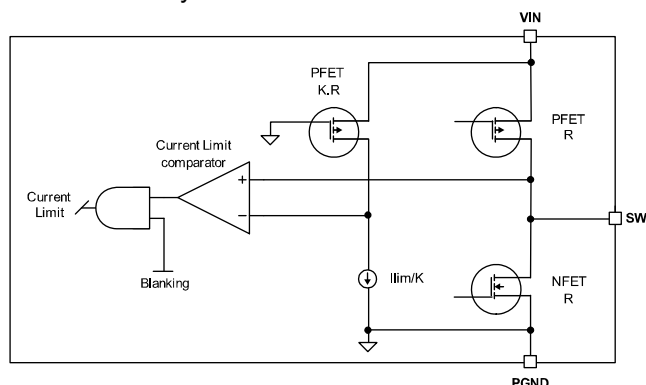 VIN
PFET
K.R
PFET
R
Current Limit
comparator
+
−
Current
Limit
Blanking
Ilim/K
SW
NFET
R
PGND